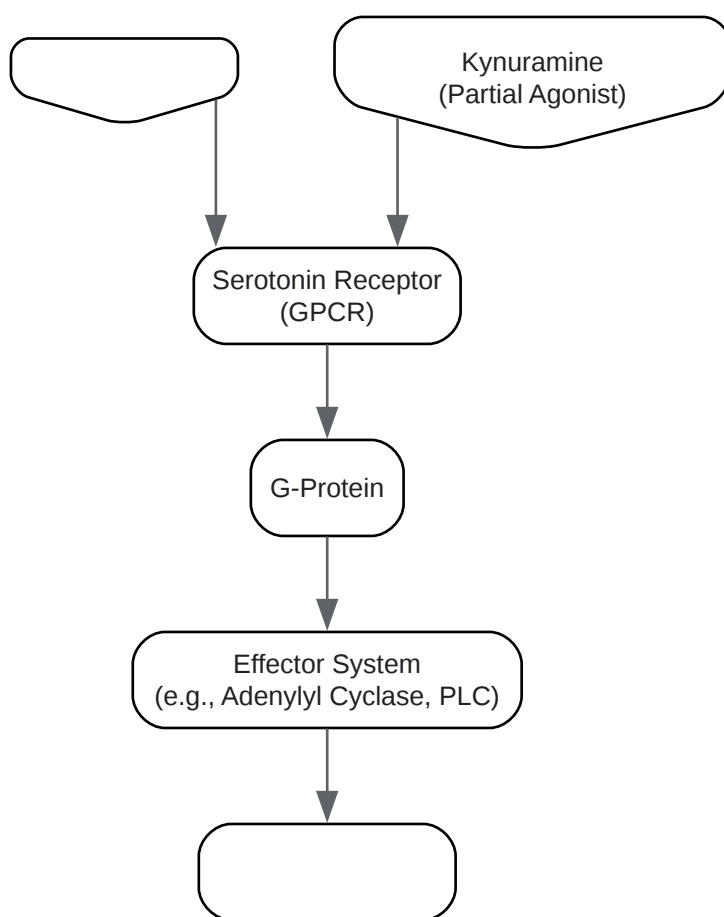 Kynuramine
(Partial Agonist)
Serotonin Receptor
(GPCR)
G-Protein
Effector System
(e.g., Adenylyl Cyclase, PLC)